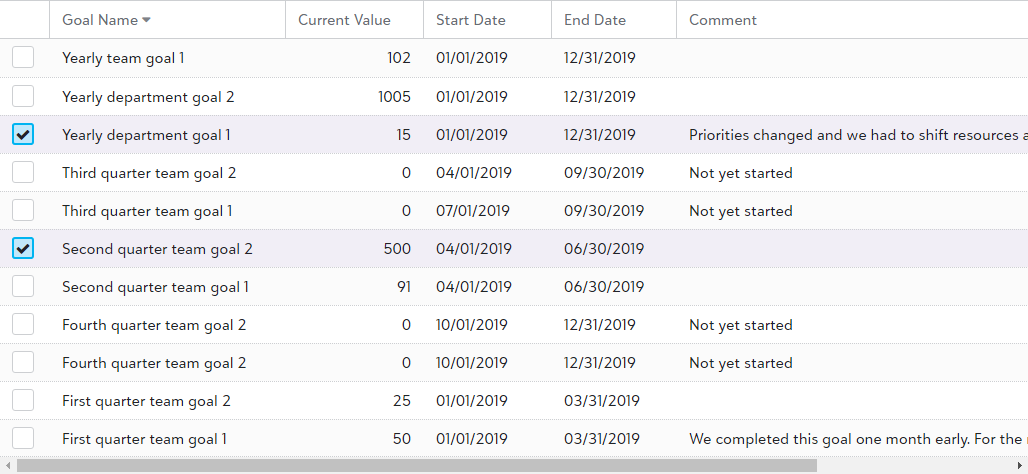 Goal Name Current Value Start Date End Date Comment
Yearly team goal 1 102 01/01/2019 12/31/2019
Yearly department goal 2 1005 01/01/2019 12/31/2019
Yearly department goal 1 15 01/01/2019 12/31/2019 Priorities changed and we had to shift resources a
Third quarter team goal 2 0 04/01/2019 09/30/2019 Not yet started
Third quarter team goal 1 0 07/01/2019 09/30/2019 Not yet started
Second quarter team goal 2 500 04/01/2019 06/30/2019
Second quarter team goal 1 91 04/01/2019 06/30/2019
Fourth quarter team goal 2 0 10/01/2019 12/31/2019 Not yet started
Fourth quarter team goal 2 0 10/01/2019 12/31/2019 Not yet started
First quarter team goal 2 25 01/01/2019 03/31/2019
First quarter team goal 1 50 01/01/2019 03/31/2019 We completed this goal one month early. For the